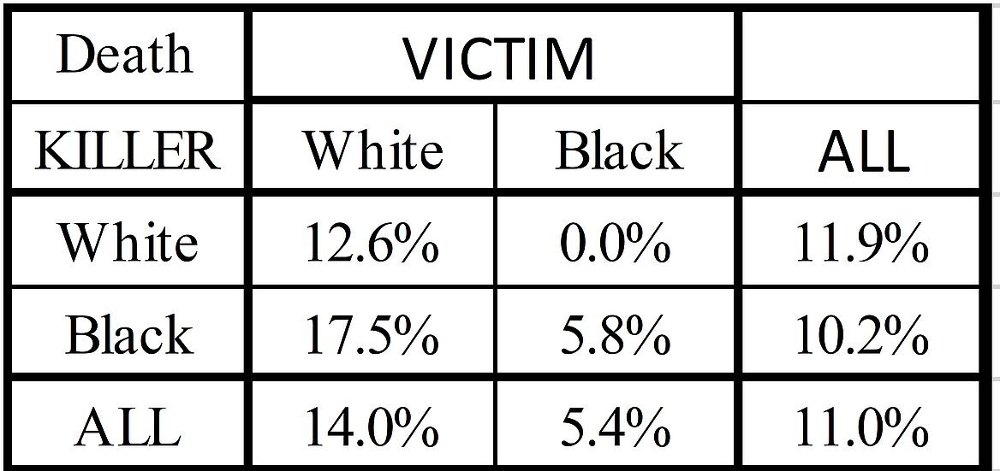 Death VICTIM
KILLER White Black ALL
White 12.6% 0.0% 11.9%
Black 17.5% 5.8% 10.2%
ALL 14.0% 5.4% 11.0%